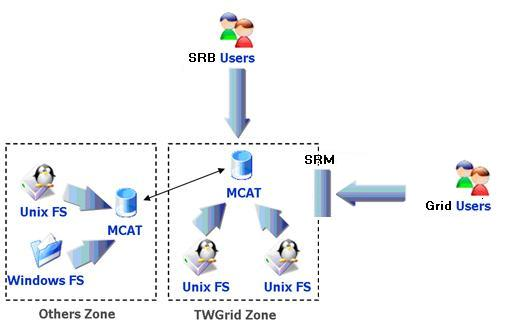 SRB Users
SRM
MCAT
Grid Users
Unix FS
MCAT
Windows FS
Unix FS
Unix FS
Others Zone
TWGrid Zone